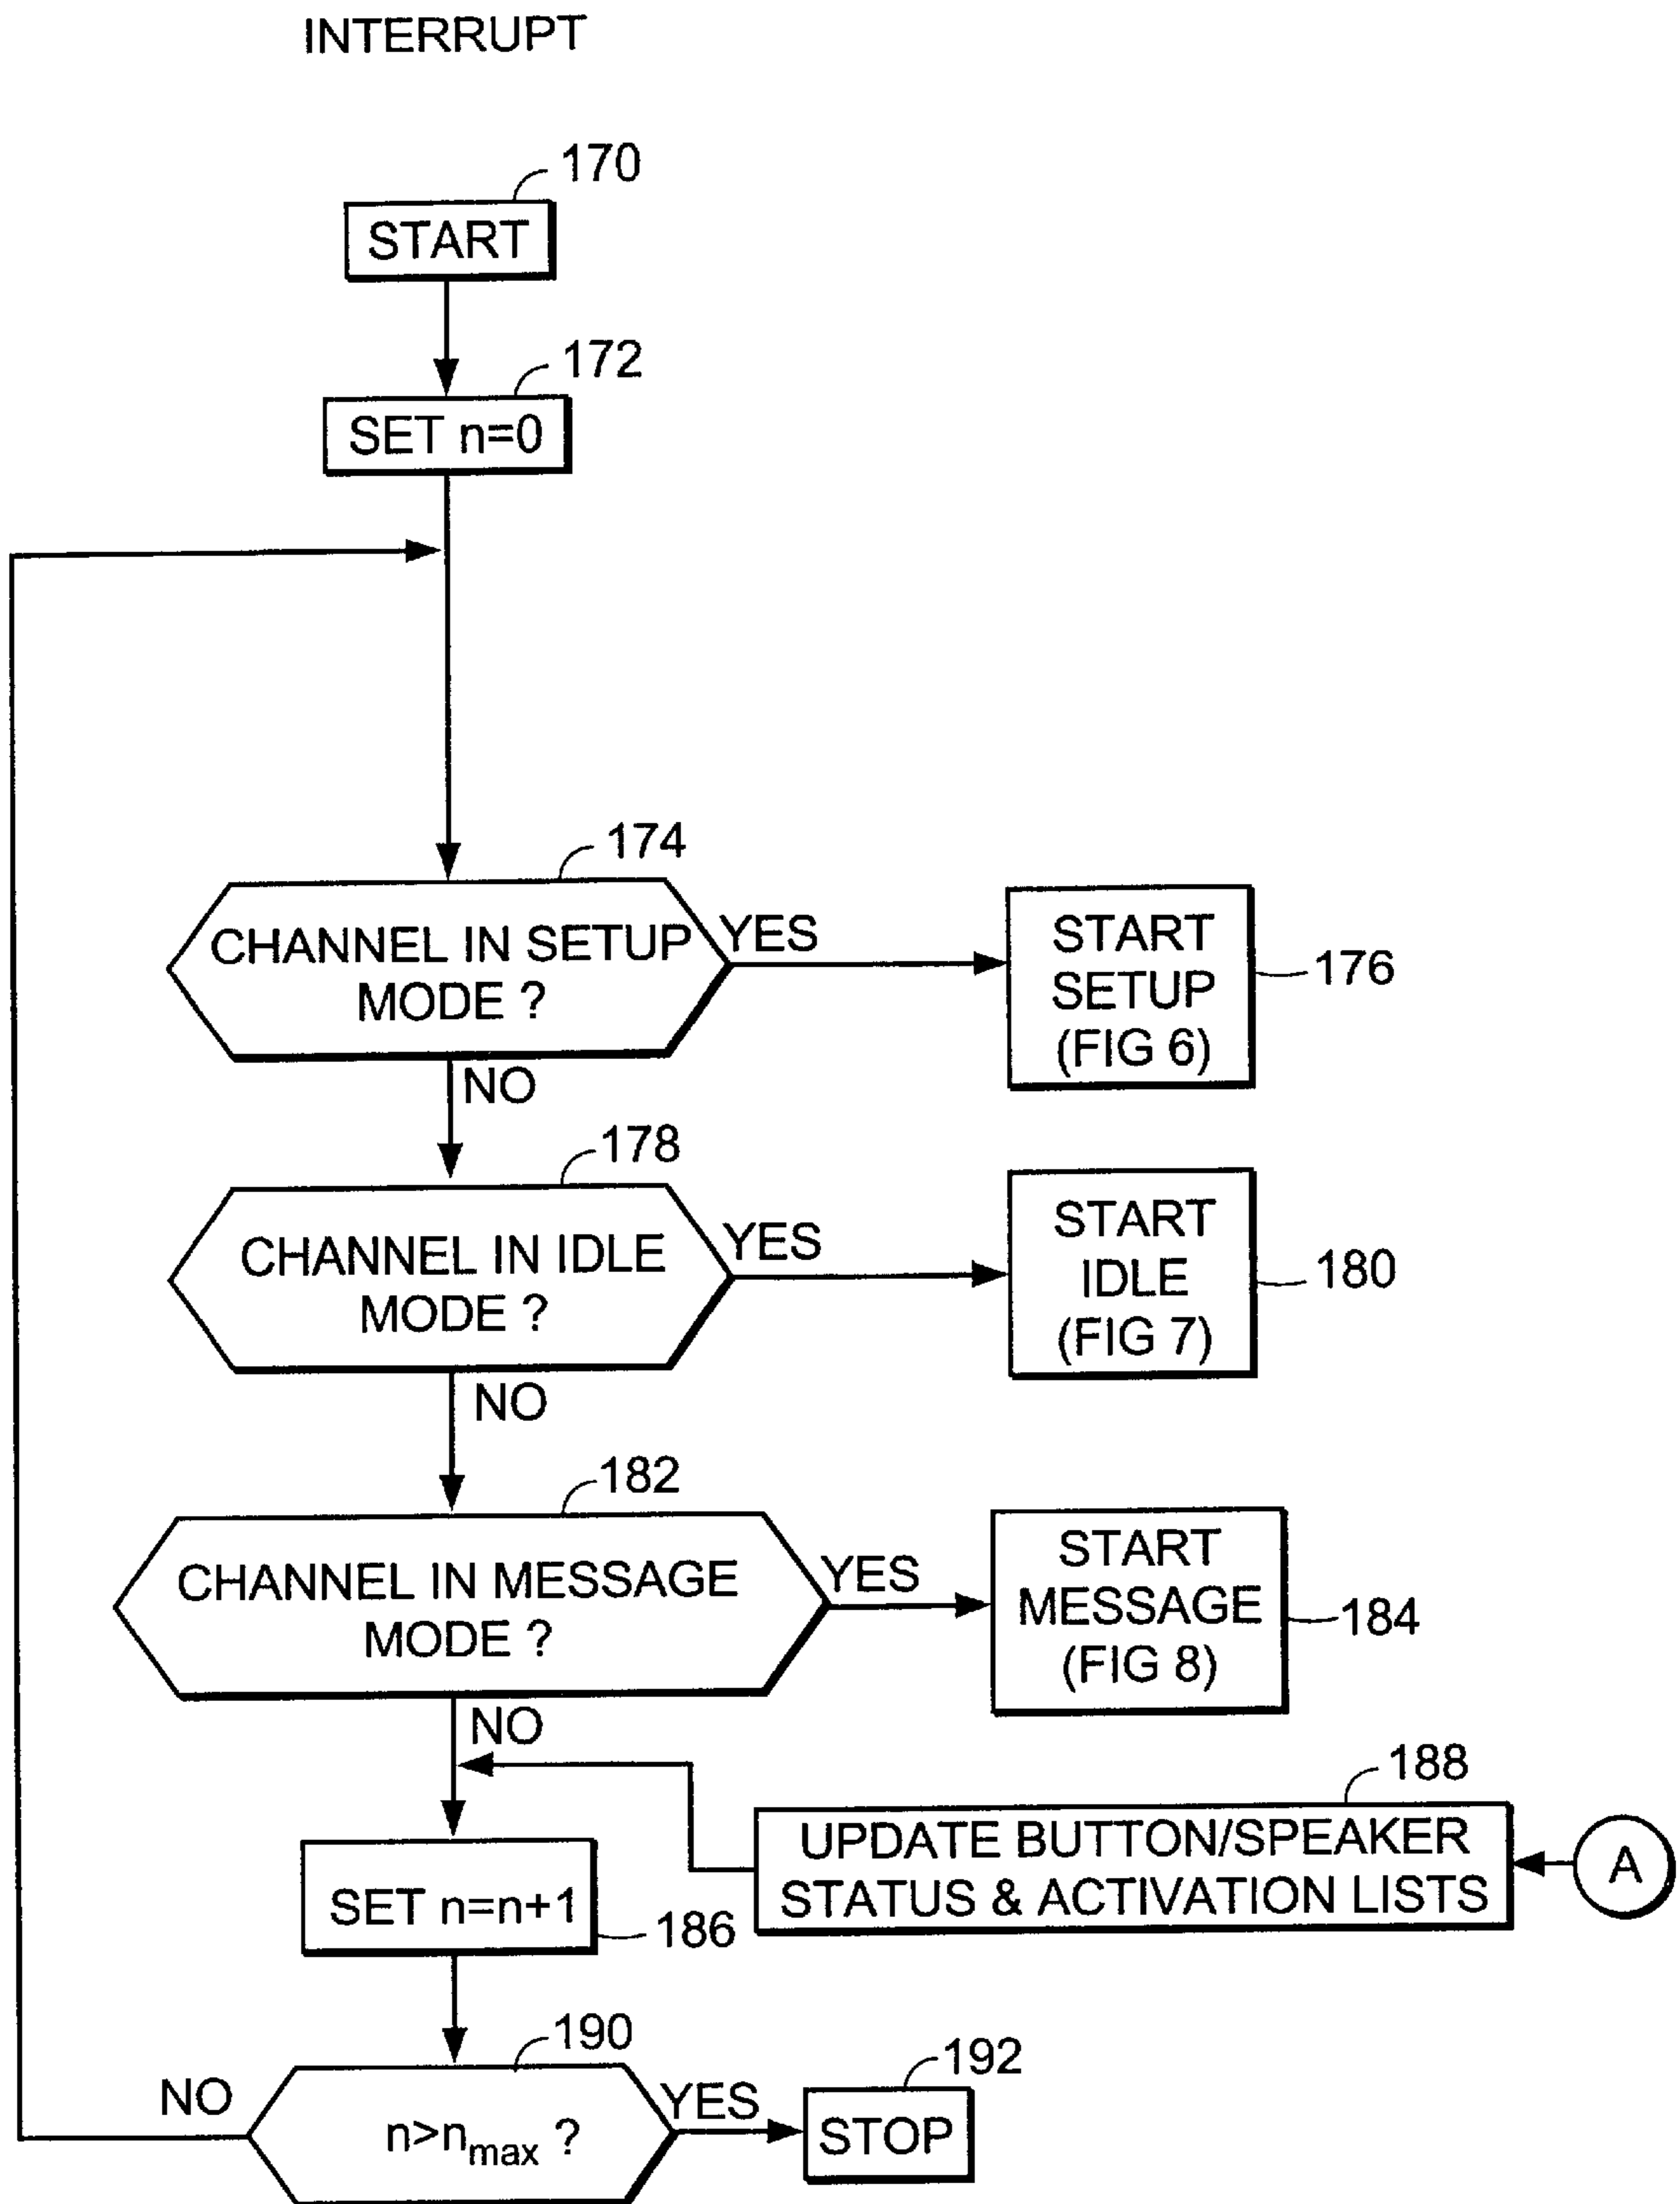 INTERRUPT
170
START
172
SET n=0
174
CHANNEL IN SETUP
MODE ?
YES
START
SETUP
(FIG 6)
176
NO
178
CHANNEL IN IDLE
MODE ?
YES
START
IDLE
(FIG 7)
180
NO
182
CHANNEL IN MESSAGE
MODE ?
YES
START
MESSAGE
(FIG 8)
184
NO
188
UPDATE BUTTON/SPEAKER
STATUS & ACTIVATION LISTS
A
SET n=n+1
186
190
NO
n>nmax ?
YES
192
STOP